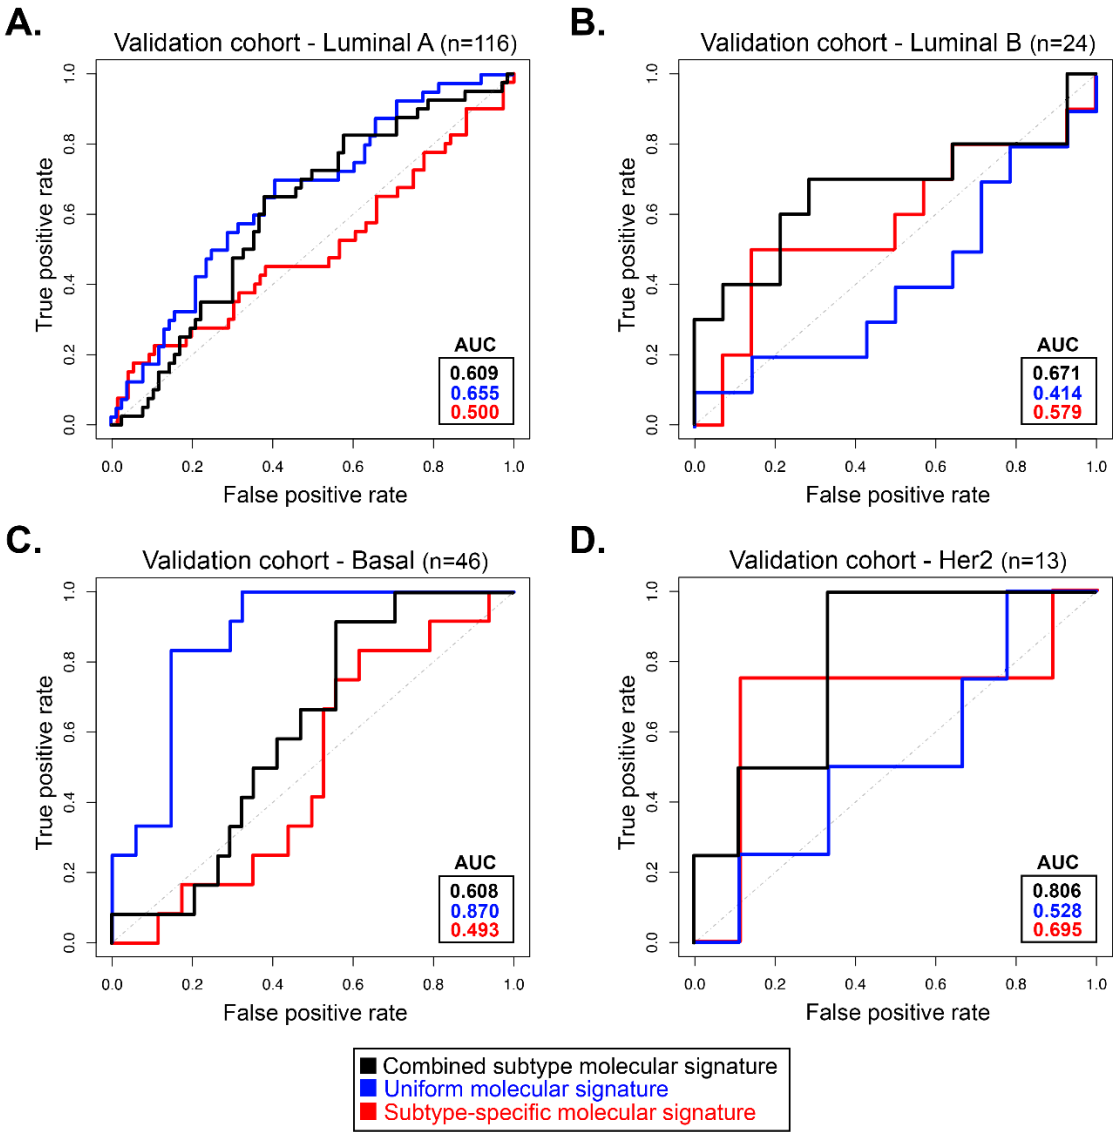 A.
Validation cohort - Luminal A (n=116)
True positive rate
1.0
0.8
0.6
0.4
0.2
0.0
AUC
0.609
0.655
0.500
0.0 0.2 0.4 0.6 0.8 1.0
False positive rate
B.
Validation cohort - Luminal B (n=24)
True positive rate
1.0
0.8
0.6
0.4
0.2
0.0
AUC
0.671
0.414
0.579
0.0 0.2 0.4 0.6 0.8 1.0
False positive rate
C.
Validation cohort - Basal (n=46)
True positive rate
1.0
0.8
0.6
0.4
0.2
0.0
AUC
0.608
0.870
0.493
0.0 0.2 0.4 0.6 0.8 1.0
False positive rate
D.
Validation cohort - Her2 (n=13)
True positive rate
1.0
0.8
0.6
0.4
0.2
0.0
AUC
0.806
0.528
0.695
0.0 0.2 0.4 0.6 0.8 1.0
False positive rate
Combined subtype molecular signature
Uniform molecular signature
Subtype-specific molecular signature